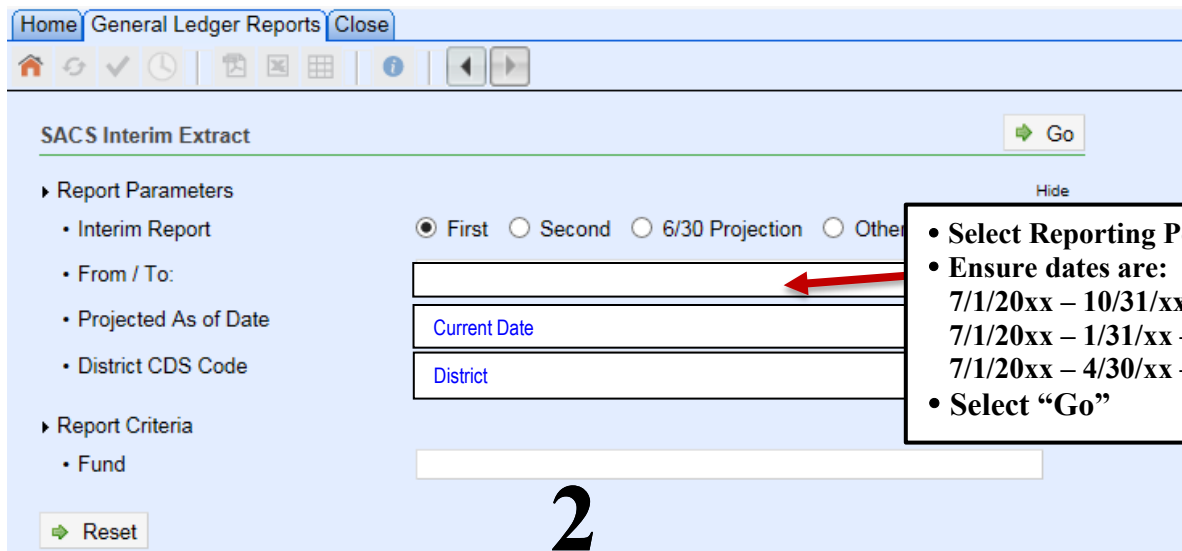 Home General Ledger Reports Close
SACS Interim Extract Go
Report Parameters Hide
• Interim Report First Second 6/30 Projection Other
• From / To:
• Projected As of Date Current Date
• District CDS Code District
Report Criteria
• Fund
Reset
2
• Select Reporting P
• Ensure dates are:
7/1/20xx – 10/31/xx
7/1/20xx – 1/31/xx -
7/1/20xx – 4/30/xx -
• Select “Go”